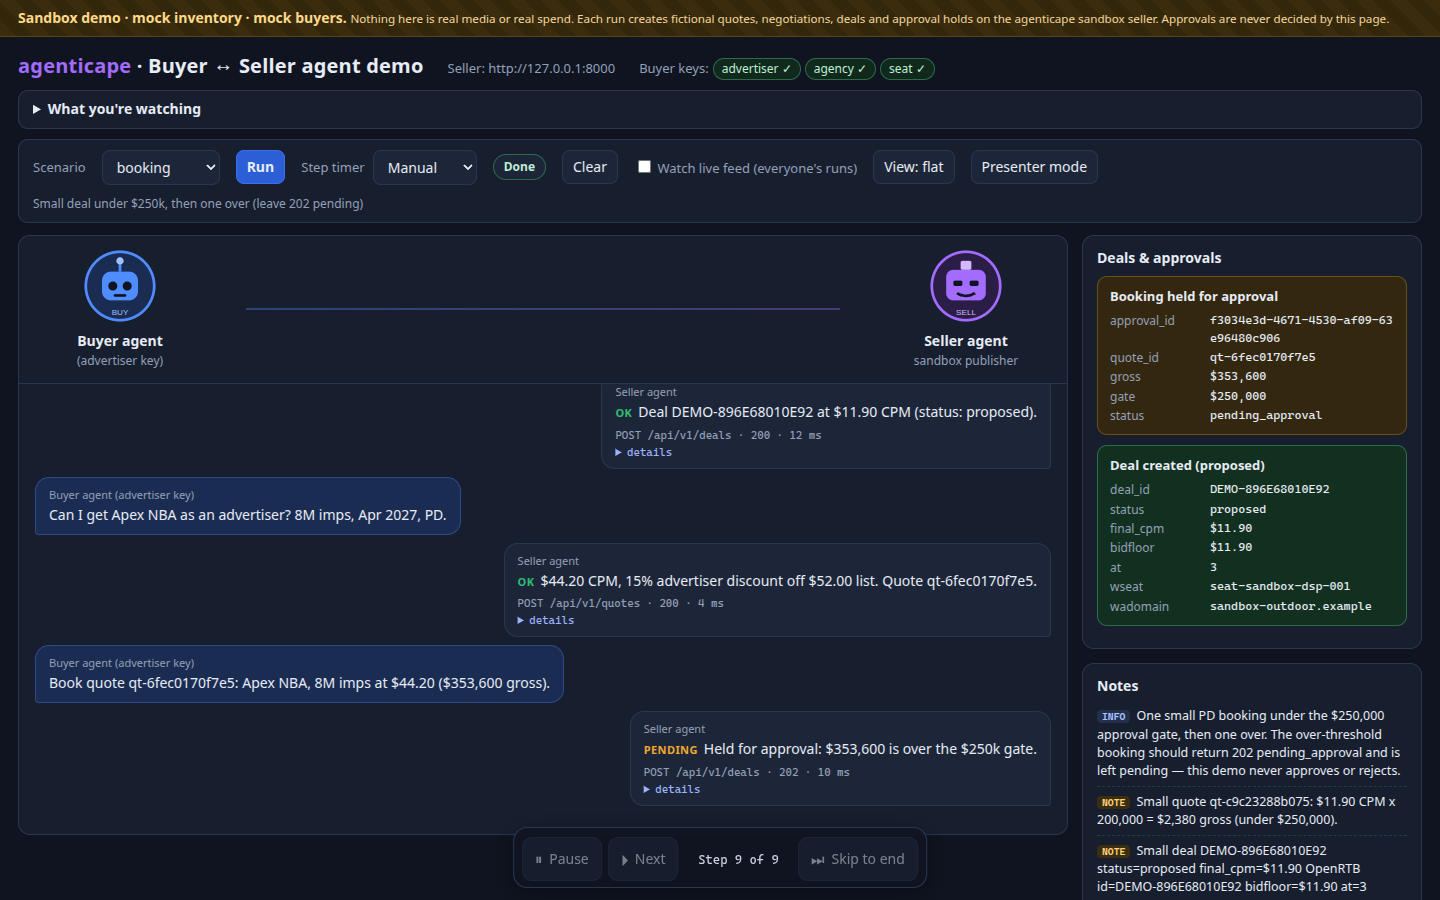 Sandbox demo · mock inventory · mock buyers. Nothing here is real media or real spend. Each run creates fictional quotes, negotiations, deals and approval holds on the agenticape sandbox seller. Approvals are never decided by this page.
agenticape · Buyer ↔ Seller agent demo
Seller: http://127.0.0.1:8000
Buyer keys: advertiser ✓ agency ✓ seat ✓
▶ What you're watching
Scenario booking Run Step timer Manual Done Clear Watch live feed (everyone's runs) View: flat Presenter mode
Small deal under $250k, then one over (leave 202 pending)
BUY
Buyer agent
(advertiser key)
SELL
Seller agent
sandbox publisher
Seller agent
OK Deal DEMO-896E68010E92 at $11.90 CPM (status: proposed).
POST /api/v1/deals · 200 · 12 ms
▶ details
Buyer agent (advertiser key)
Can I get Apex NBA as an advertiser? 8M imps, Apr 2027, PD.
Seller agent
OK $44.20 CPM, 15% advertiser discount off $52.00 list. Quote qt-6fec0170f7e5.
POST /api/v1/quotes · 200 · 4 ms
▶ details
Buyer agent (advertiser key)
Book quote qt-6fec0170f7e5: Apex NBA, 8M imps at $44.20 ($353,600 gross).
Seller agent
PENDING Held for approval: $353,600 is over the $250k gate.
POST /api/v1/deals · 202 · 10 ms
▶ details
Pause Next Step 9 of 9 Skip to end
Deals & approvals
Booking held for approval
approval_id f3034e3d-4671-4530-af09-63
e96480c906
quote_id qt-6fec0170f7e5
gross $353,600
gate $250,000
status pending_approval
Deal created (proposed)
deal_id DEMO-896E68010E92
status proposed
final_cpm $11.90
bidfloor $11.90
at 3
wseat seat-sandbox-dsp-001
wadomain sandbox-outdoor.example
Notes
INFO One small PD booking under the $250,000
approval gate, then one over. The over-threshold
booking should return 202 pending_approval and is
left pending — this demo never approves or rejects.
NOTE Small quote qt-c9c23288b075: $11.90 CPM x
200,000 = $2,380 gross (under $250,000).
NOTE Small deal DEMO-896E68010E92
status=proposed final_cpm=$11.90 OpenRTB
id=DEMO-896E68010E92 bidfloor=$11.90 at=3